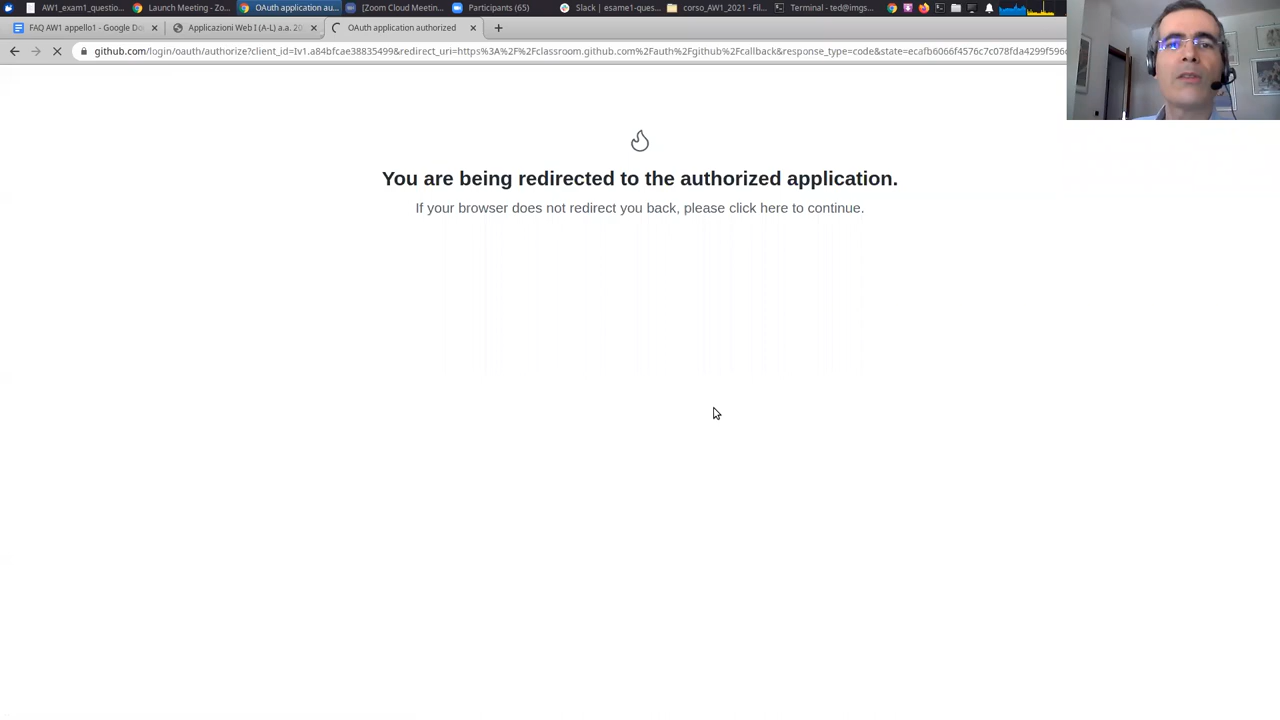 AW1_exam1_questio...
Launch Meeting - Zo...
OAuth application au...
[Zoom Cloud Meetin...
Participants (65)
Slack | esame1-ques...
corso_AW1_2021 - Fil...
Terminal - ted@imgs...
FAQ AW1 appello1 - Google Do
Applicazioni Web I (A-L) a.a. 20
OAuth application authorized
github.com/login/oauth/authorize?client_id=Iv1.a84bfcae38835499&redirect_uri=https%3A%2F%2Fclassroom.github.com%2Fauth%2Fgithub%2Fcallback&response_type=code&state=ecafb6066f4576c7c078fda4299f596c
You are being redirected to the authorized application.
If your browser does not redirect you back, please click here to continue.